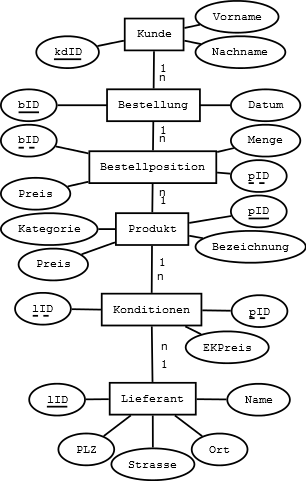 Vorname
Kunde
kdID
Nachname
1
n
bID
Bestellung
Datum
1
n
bID
Menge
Bestellposition
pID
Preis
n
1
pID
Kategorie
Produkt
Bezeichnung
Preis
1
n
lID
Konditionen
pID
EKPreis
n
1
lID
Lieferant
Name
PLZ
Ort
Strasse